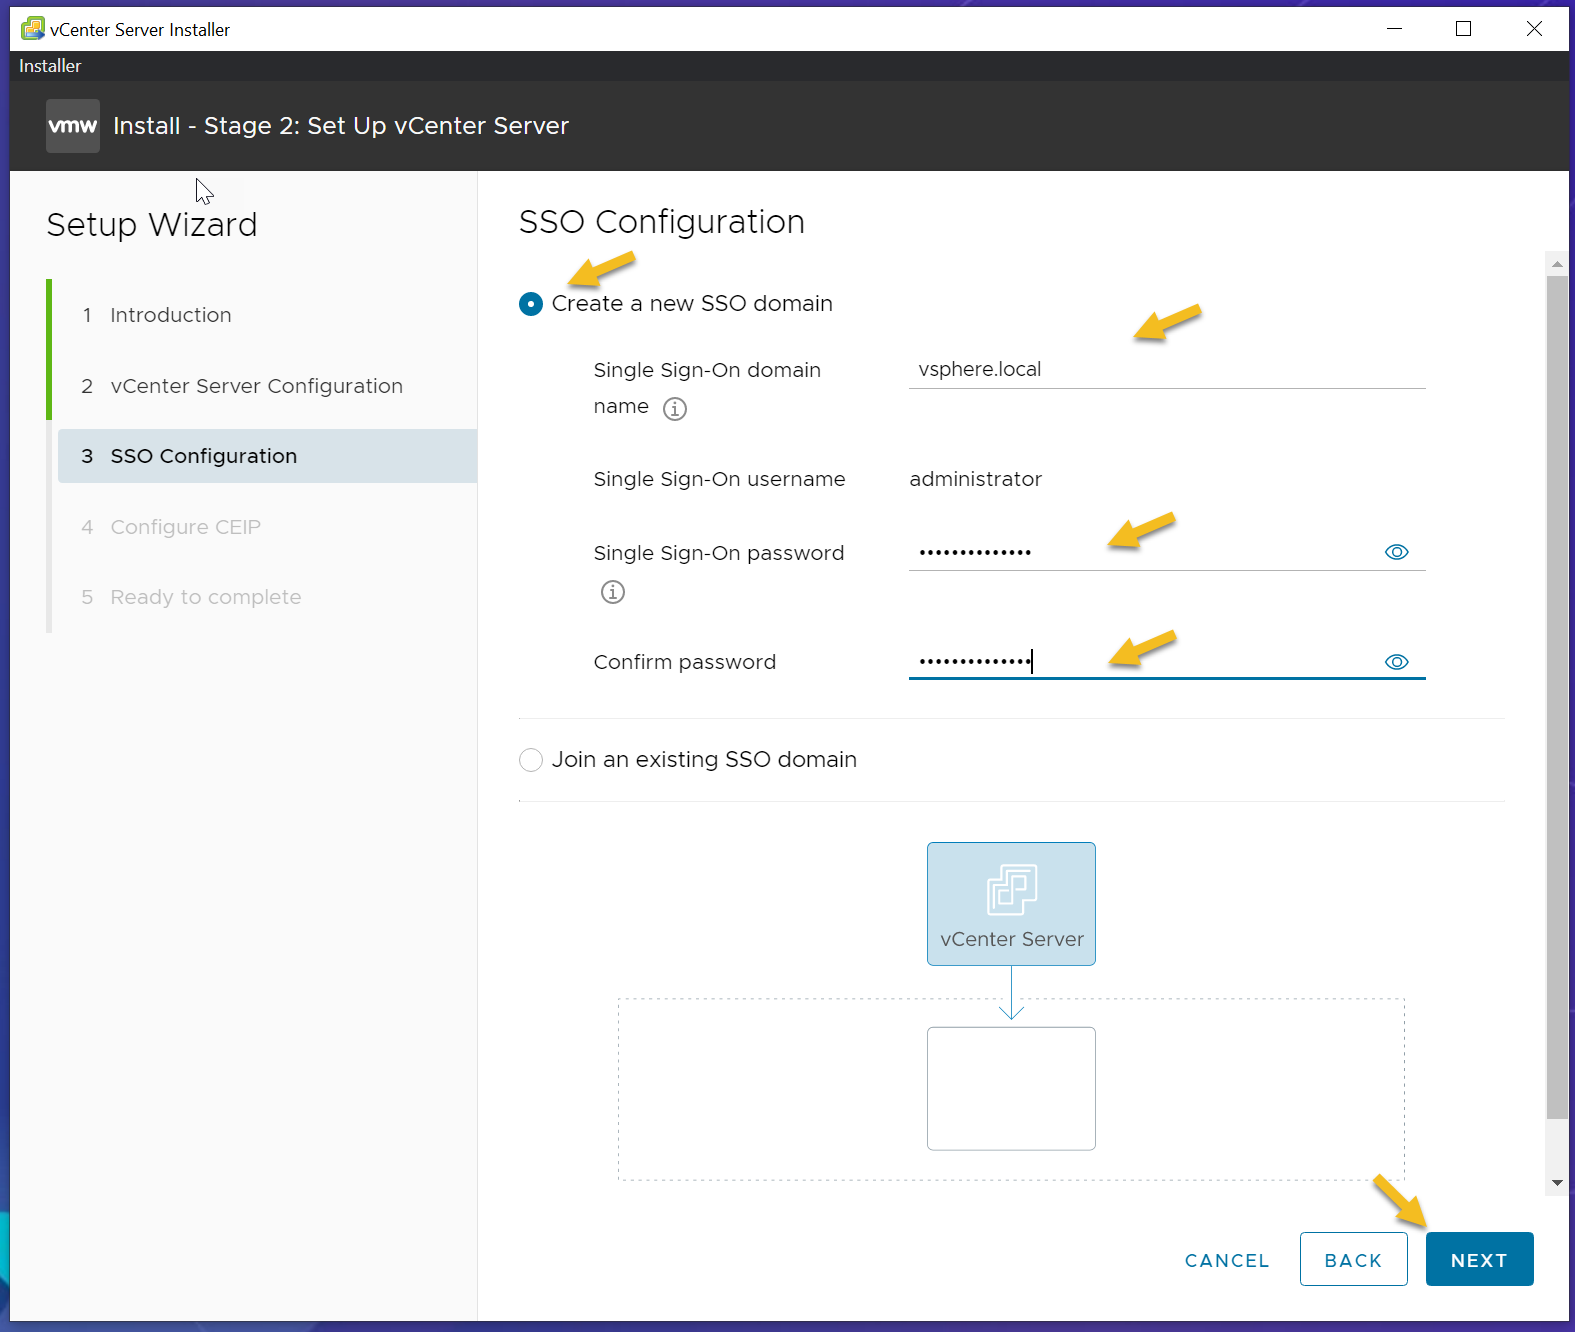 vCenter Server Installer
Installer
vmw Install - Stage 2: Set Up vCenter Server
Setup Wizard
1 Introduction
2 vCenter Server Configuration
3 SSO Configuration
4 Configure CEIP
5 Ready to complete
SSO Configuration
Create a new SSO domain
Single Sign-On domain
name
vsphere.local
Single Sign-On username administrator
Single Sign-On password ••••••••••••••
Confirm password ••••••••••••••
Join an existing SSO domain
vCenter Server
CANCEL BACK NEXT